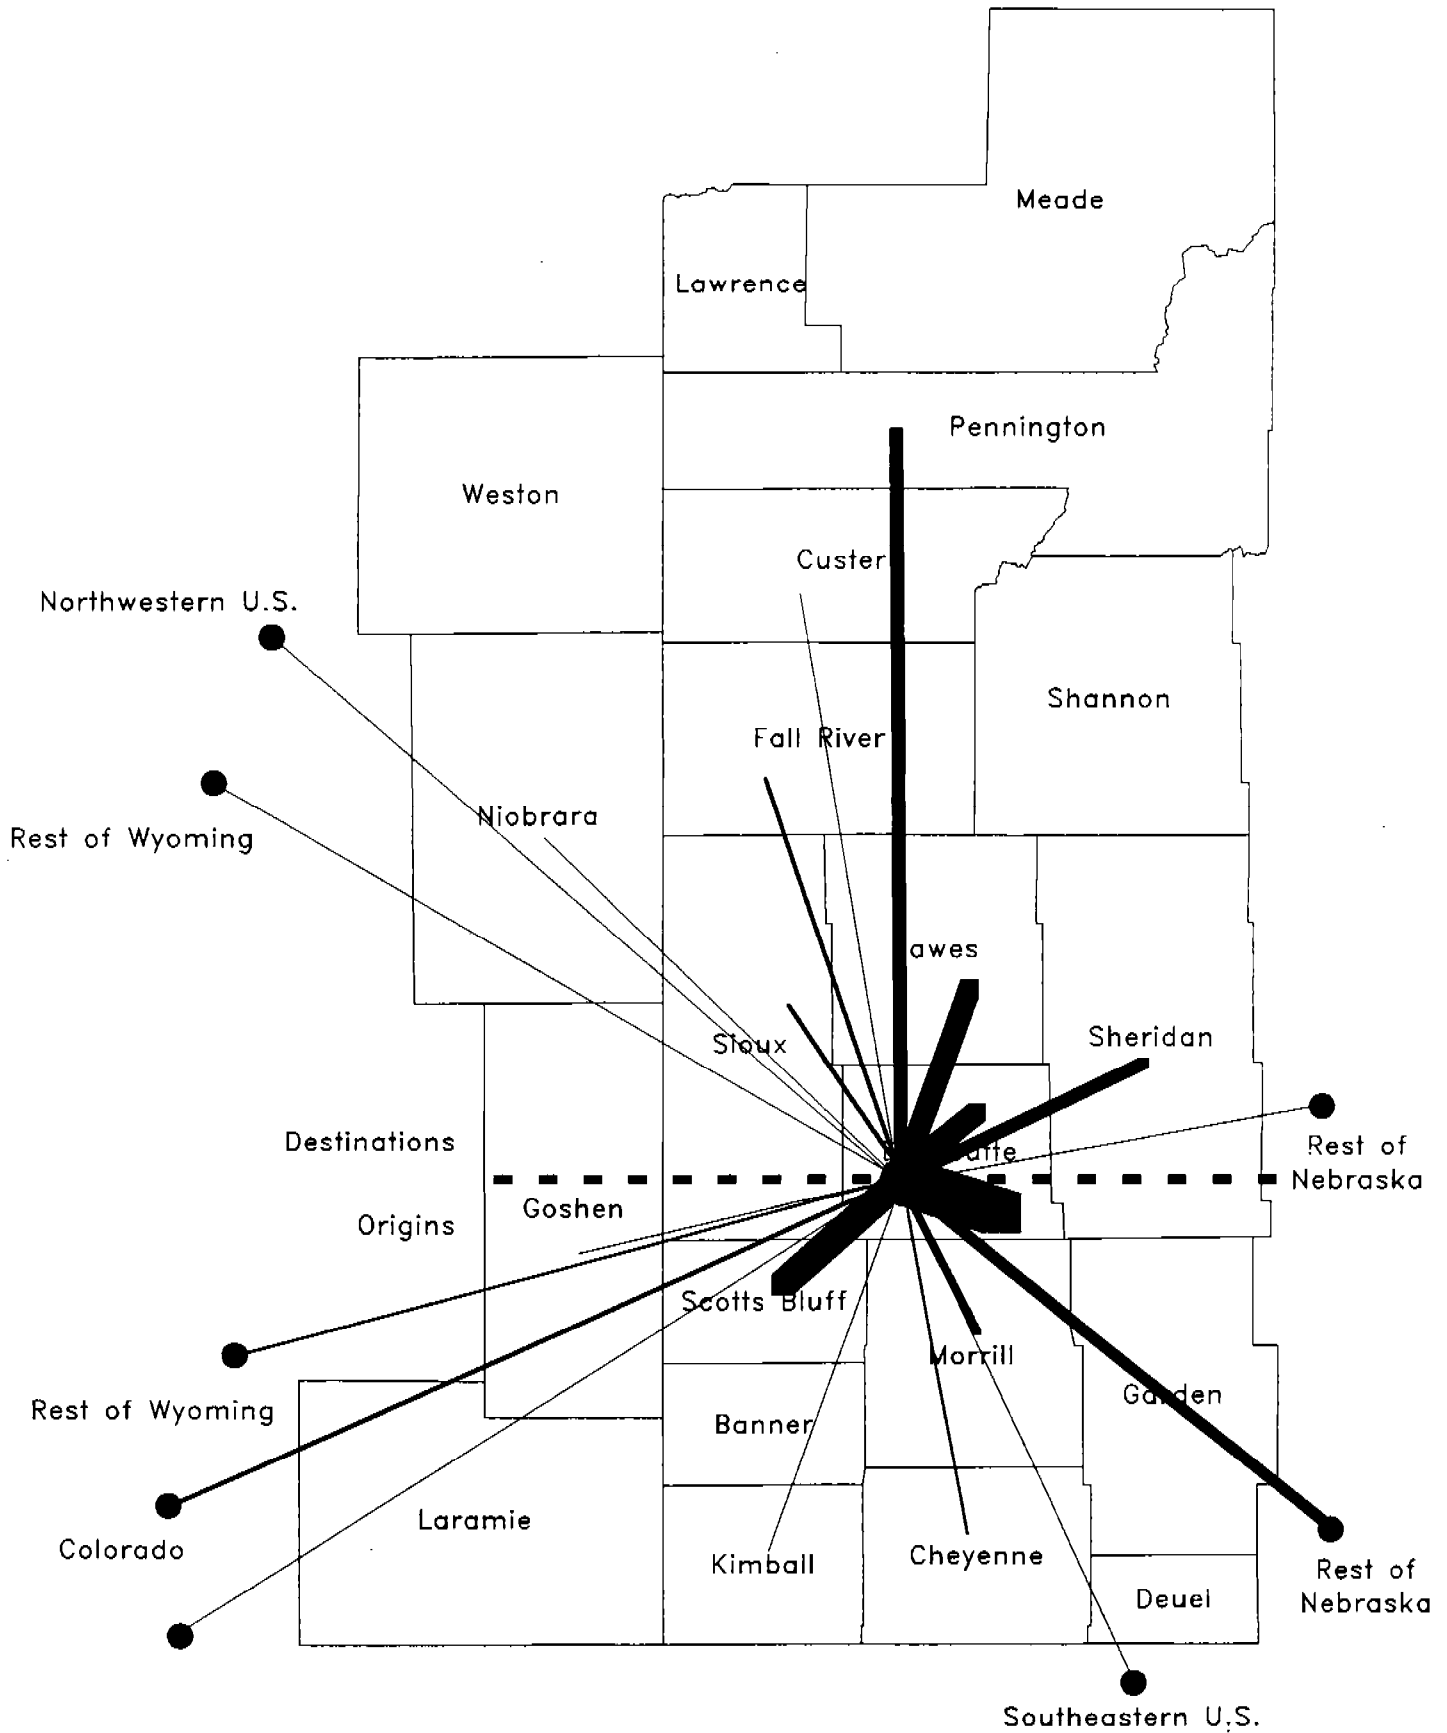 Meade
Lawrence
Pennington
Weston
Custer
Northwestern U.S.
Shannon
Fall River
Niobrara
Rest of Wyoming
awes
Sheridan
Sioux
Destinations
Rest of
Nebraska
Goshen
Origins
Scotts Bluff
Morrill
Garden
Rest of Wyoming
Banner
Laramie
Colorado
Kimball
Cheyenne
Rest of
Nebraska
Deuel
Southeastern U.S.